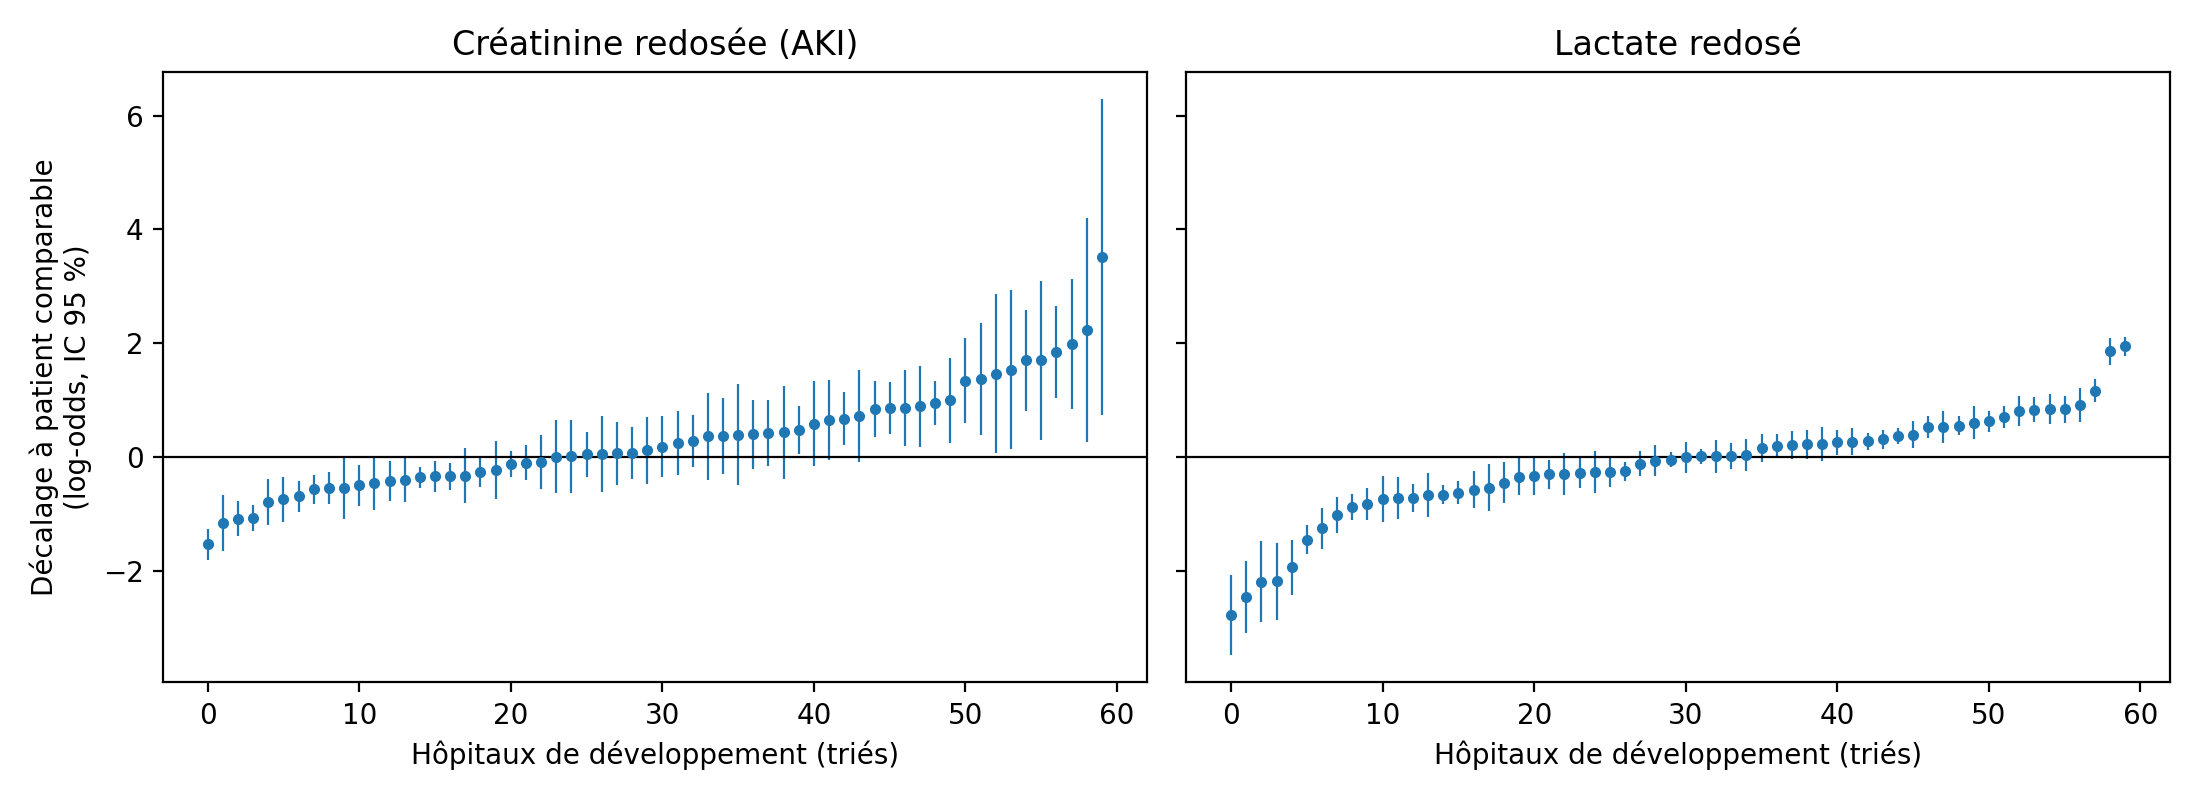 Créatinine redosée (AKI)
Lactate redosé
Décalage à patient comparable
(log-odds, IC 95 %)
6
4
2
0
−2
0 10 20 30 40 50 60
0 10 20 30 40 50 60
Hôpitaux de développement (triés)
Hôpitaux de développement (triés)